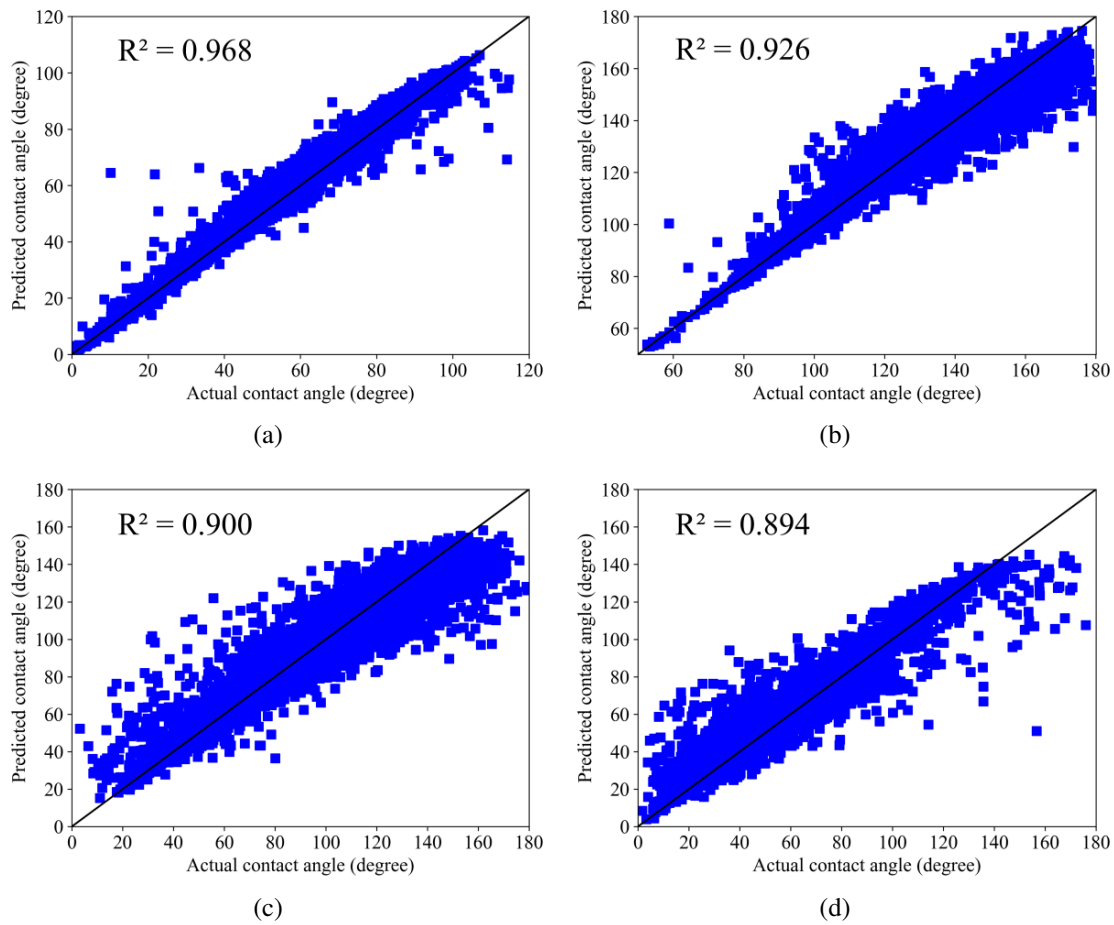 R² = 0.968
120
100
80
60
40
20
0
0 20 40 60 80 100 120
Predicted contact angle (degree)
Actual contact angle (degree)
(a)
R² = 0.926
180
160
140
120
100
80
60
60 80 100 120 140 160 180
Predicted contact angle (degree)
Actual contact angle (degree)
(b)
R² = 0.900
180
160
140
120
100
80
60
40
20
0
0 20 40 60 80 100 120 140 160 180
Predicted contact angle (degree)
Actual contact angle (degree)
(c)
R² = 0.894
180
160
140
120
100
80
60
40
20
0
0 20 40 60 80 100 120 140 160 180
Predicted contact angle (degree)
Actual contact angle (degree)
(d)